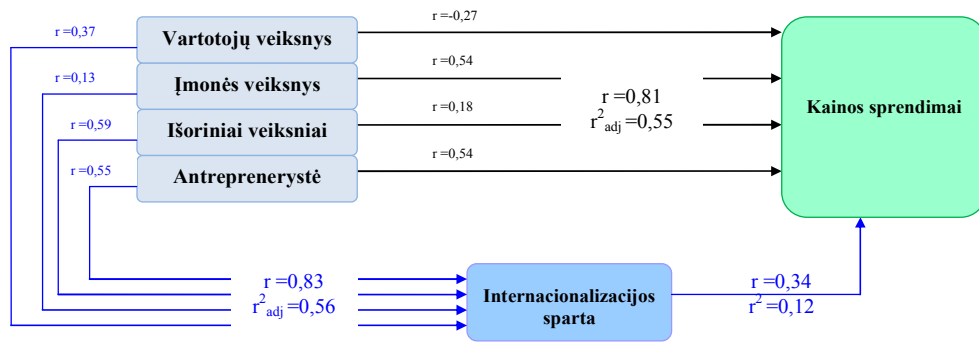 r =0,37
Vartotojų veiksnys
r=-0,27
r =0,13
Įmonės veiksnys
r =0,54
r =0,59
Išoriniai veiksniai
r =0,18
r =0,55
Antreprenerystė
r =0,54
r =0,81
r²adj =0,55
Kainos sprendimai
r =0,83
r²adj =0,56
Internacionalizacijos
sparta
r =0,34
r² =0,12